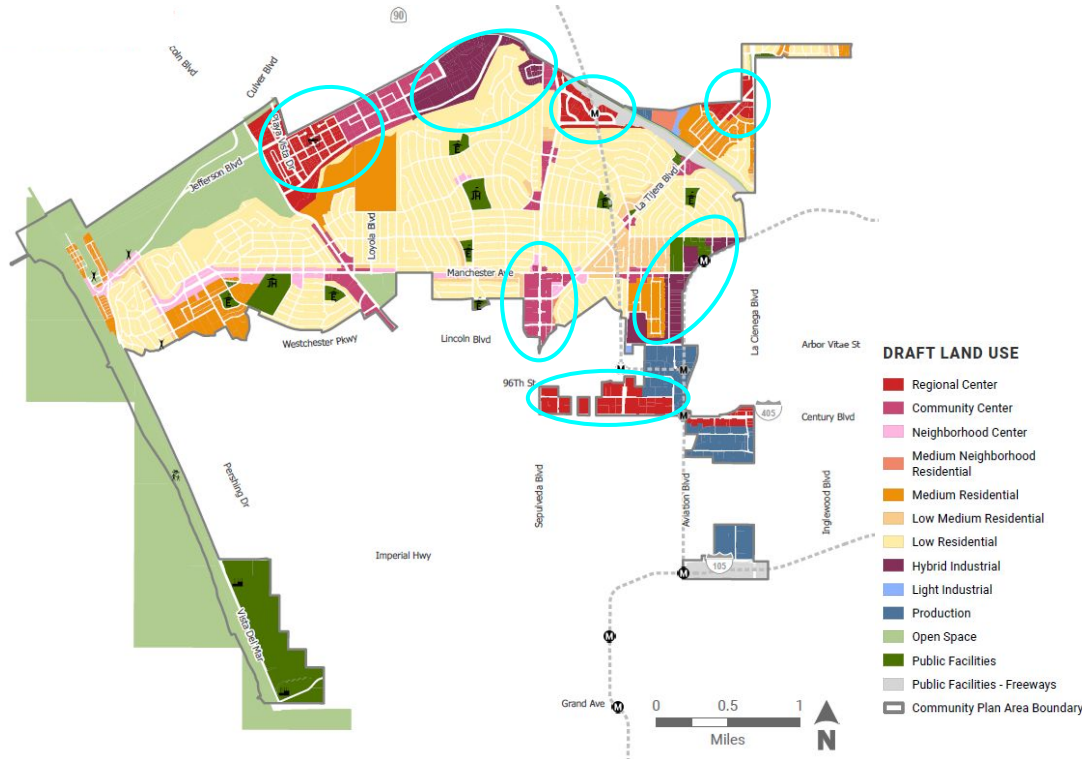 90
coln Blvd
Culver Blvd
Playa Vista Dr
Jefferson Blvd
M
La Tijera Blvd
JH
E
E
E
Loyola Blvd
Manchester Ave
M
JH
E
E
La Cienega Blvd
Westchester Pkwy
Lincoln Blvd
Arbor Vitae St
M
M
96Th St
Century Blvd
405
M
Pershing Dr
Sepulveda Blvd
Aviation Blvd
Inglewood Blvd
Imperial Hwy
105
M
Vista Del Mar
M
Grand Ave
M
0 0.5 1
Miles
N
DRAFT LAND USE
Regional Center
Community Center
Neighborhood Center
Medium Neighborhood
Residential
Medium Residential
Low Medium Residential
Low Residential
Hybrid Industrial
Light Industrial
Production
Open Space
Public Facilities
Public Facilities - Freeways
Community Plan Area Boundary